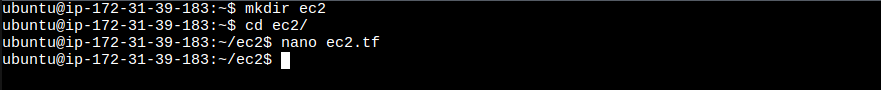 ubuntu@ip-172-31-39-183:~$ mkdir ec2
ubuntu@ip-172-31-39-183:~$ cd ec2/
ubuntu@ip-172-31-39-183:~/ec2$ nano ec2.tf
ubuntu@ip-172-31-39-183:~/ec2$